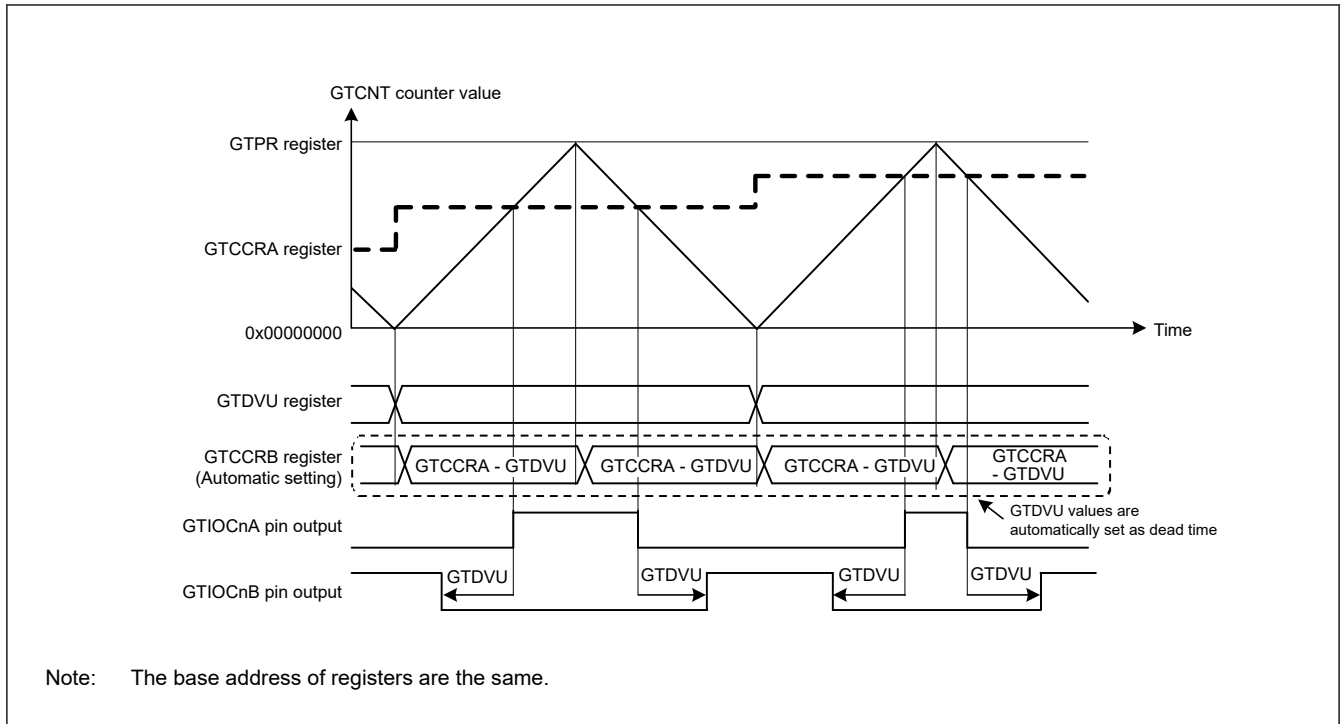 GTCNT counter value
GTPR register
GTCCRA register
0x00000000
Time
GTDVU register
GTCCRB register
(Automatic setting)
GTCCRA - GTDVU
GTCCRA - GTDVU
GTCCRA - GTDVU
GTCCRA
- GTDVU
GTDVU values are
automatically set as dead time
GTIOCnA pin output
GTDVU
GTDVU
GTDVU
GTDVU
GTIOCnB pin output
Note: The base address of registers are the same.